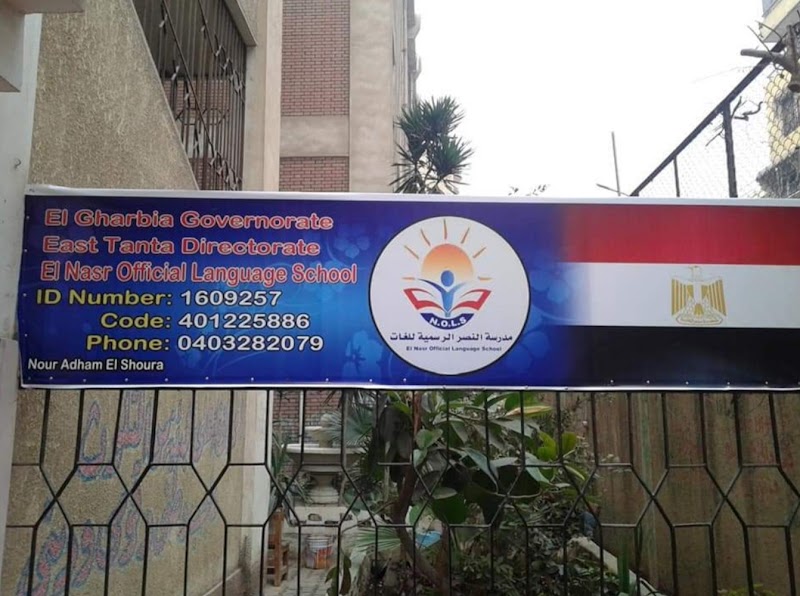 El Gharbia Governorate
East Tanta Directorate
El Nasr Official Language School
ID Number: 1609257
Code: 401225886
Phone: 0403282079
Nour Adham El Shoura
N.O.L.S
مدرسة النصر الرسمية للغات
El Nasr Official Language School